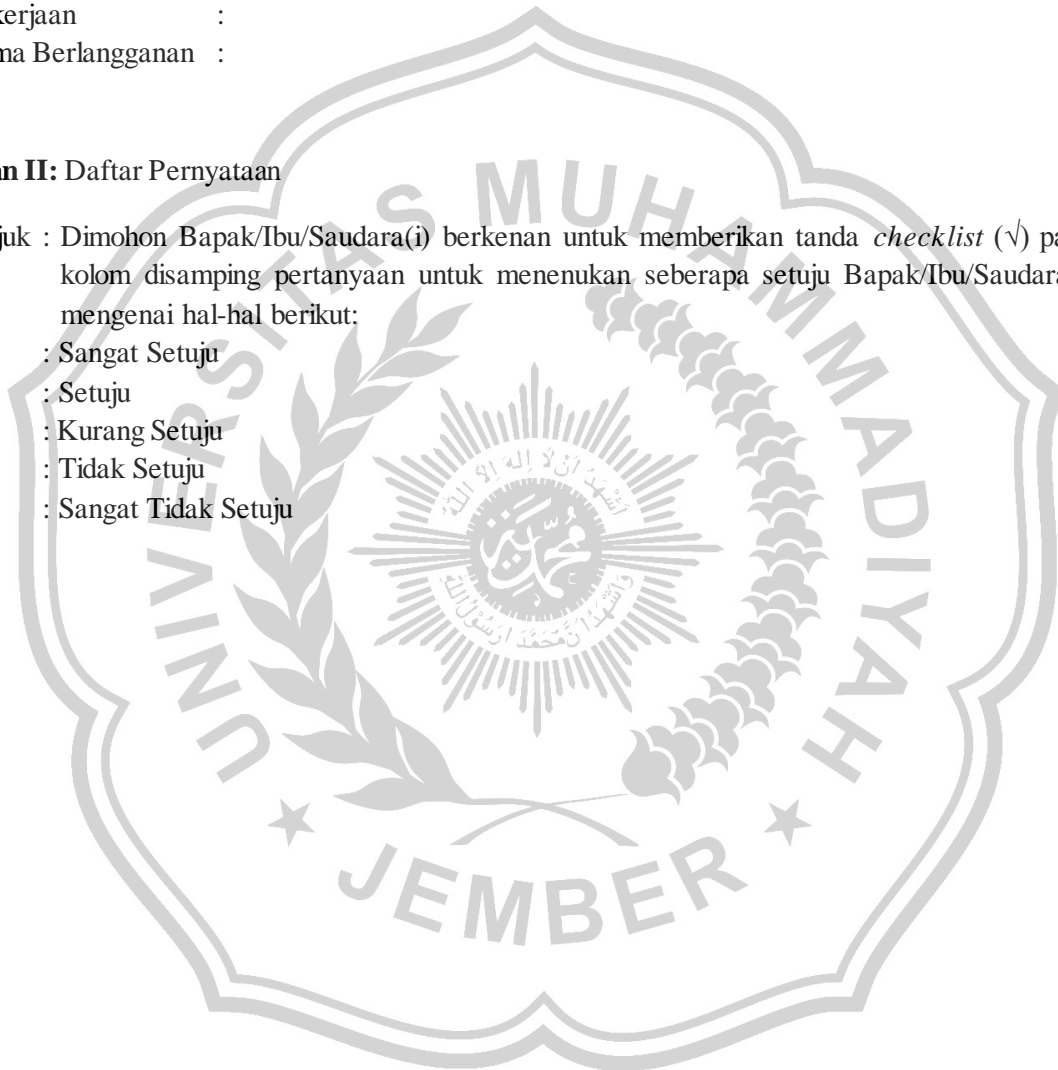 kerjaan :
ma Berlangganan :
an II: Daftar Pernyataan
juk : Dimohon Bapak/Ibu/Saudara(i) berkenan untuk memberikan tanda checklist (√) pa
kolom disamping pertanyaan untuk menenukan seberapa setuju Bapak/Ibu/Saudara
mengenai hal-hal berikut:
: Sangat Setuju
: Setuju
: Kurang Setuju
: Tidak Setuju
: Sangat Tidak Setuju
UNIVERSITAS MUHAMMADIYAH
JEMBER